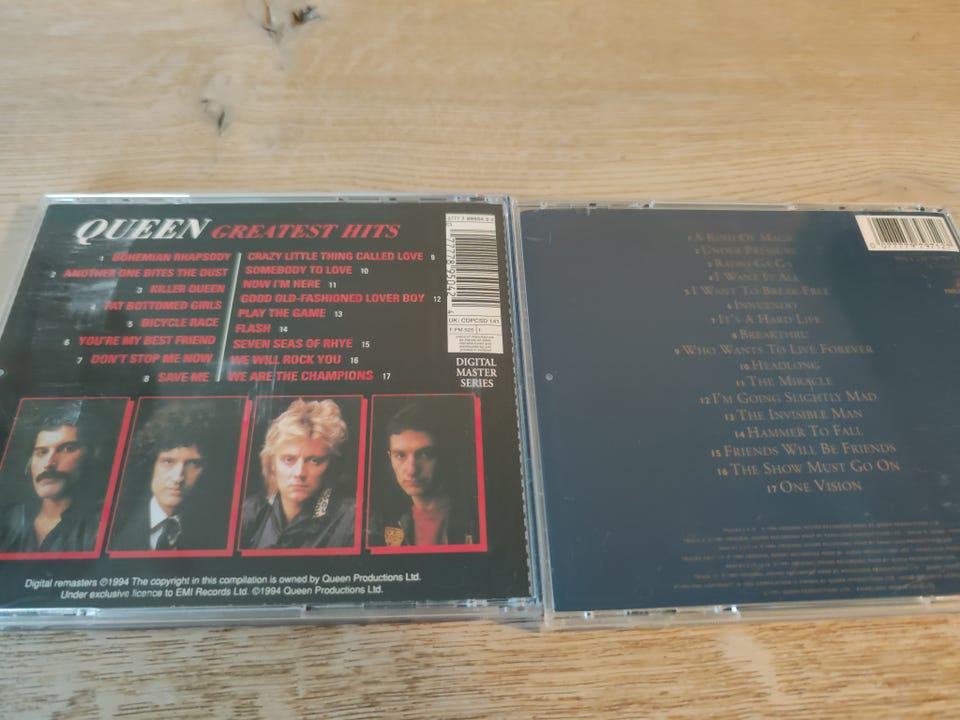 QUEEN GREATEST HITS
1 BOHEMIAN RHAPSODY
2 ANOTHER ONE BITES THE DUST
3 KILLER QUEEN
4 FAT BOTTOMED GIRLS
5 BICYCLE RACE
6 YOU'RE MY BEST FRIEND
7 DON'T STOP ME NOW
8 SAVE ME
CRAZY LITTLE THING CALLED LOVE 9
SOMEBODY TO LOVE 10
NOW I'M HERE 11
GOOD OLD-FASHIONED LOVER BOY 12
PLAY THE GAME 13
FLASH 14
SEVEN SEAS OF RHYE 15
WE WILL ROCK YOU 16
WE ARE THE CHAMPIONS 17
0 77778 95042 4
UK: CDPCSD 141
DIGITAL
MASTER
SERIES
Digital remasters ℗1994 The copyright in this compilation is owned by Queen Productions Ltd.
Under exclusive licence to EMI Records Ltd. ©1994 Queen Productions Ltd.
1 A KIND OF MAGIC
2 UNDER PRESSURE
3 RADIO GA GA
4 I WANT IT ALL
5 I WANT TO BREAK FREE
6 INNUENDO
7 IT'S A HARD LIFE
8 BREAKTHRU
9 WHO WANTS TO LIVE FOREVER
10 HEADLONG
11 THE MIRACLE
12 I'M GOING SLIGHTLY MAD
13 THE INVISIBLE MAN
14 HAMMER TO FALL
15 FRIENDS WILL BE FRIENDS
16 THE SHOW MUST GO ON
17 ONE VISION